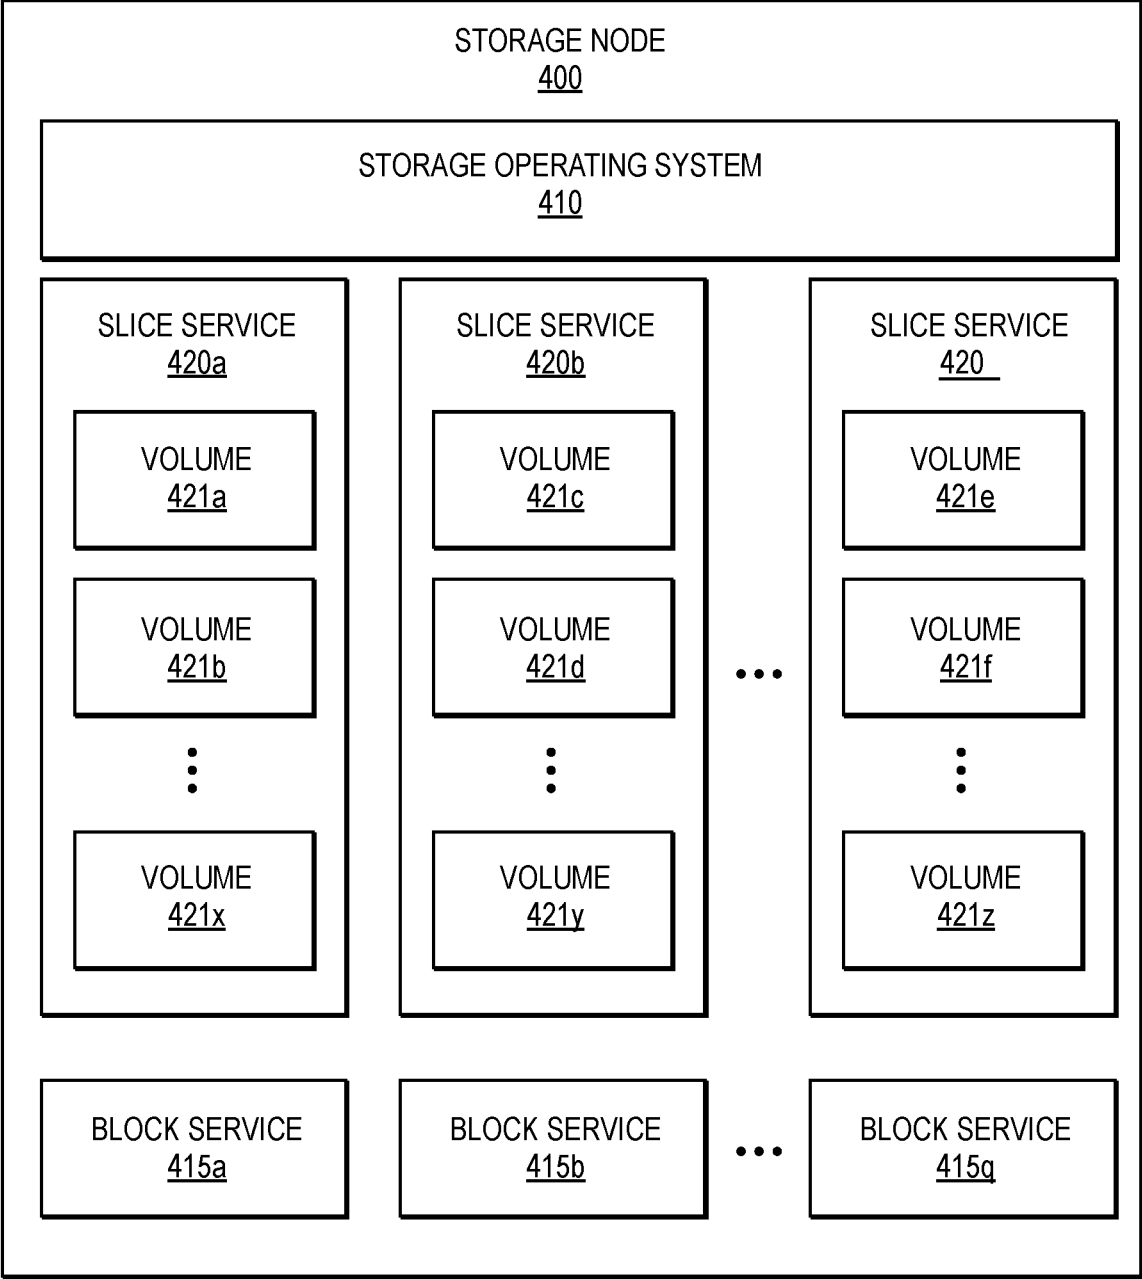 STORAGE NODE
400
STORAGE OPERATING SYSTEM
410
SLICE SERVICE
420a
VOLUME
421a
VOLUME
421b
VOLUME
421x
SLICE SERVICE
420b
VOLUME
421c
VOLUME
421d
VOLUME
421y
SLICE SERVICE
420
VOLUME
421e
VOLUME
421f
VOLUME
421z
BLOCK SERVICE
415a
BLOCK SERVICE
415b
BLOCK SERVICE
415q